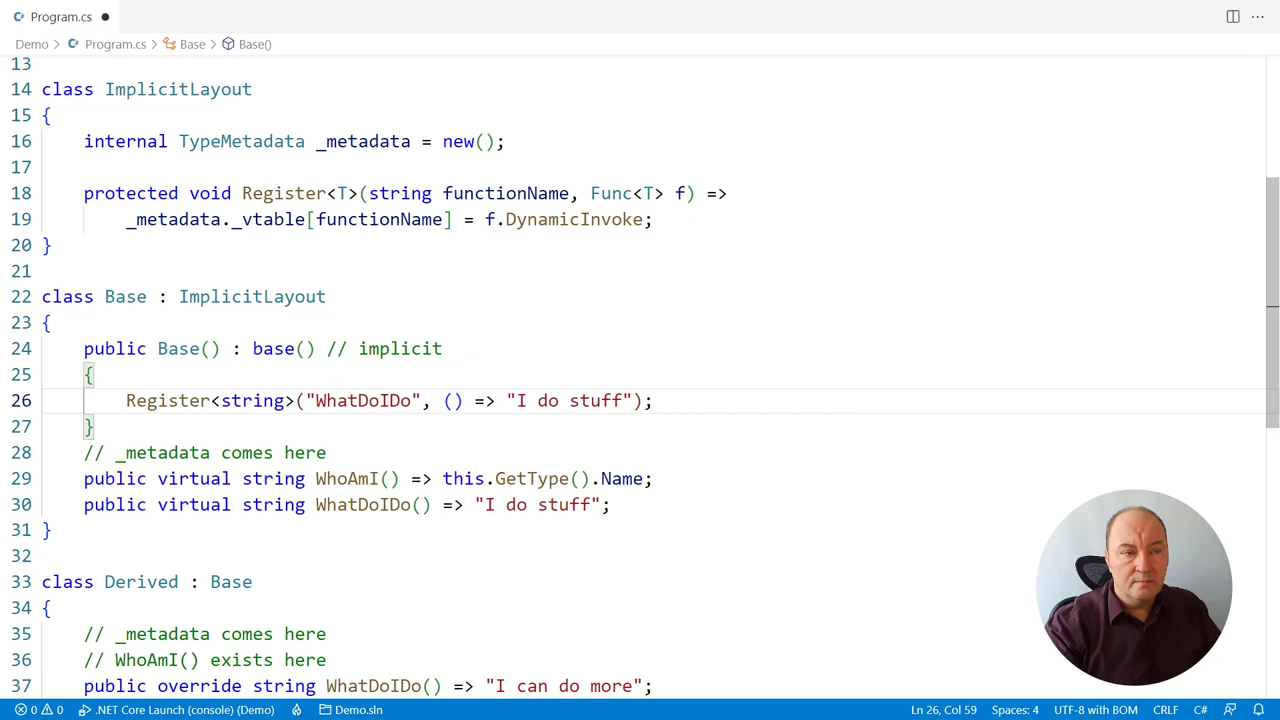 Program.cs ●
Demo > Program.cs > Base > Base()
13
14 class ImplicitLayout
15 {
16     internal TypeMetadata _metadata = new();
17
18     protected void Register<T>(string functionName, Func<T> f) =>
19         _metadata._vtable[functionName] = f.DynamicInvoke;
20 }
21
22 class Base : ImplicitLayout
23 {
24     public Base() : base() // implicit
25     {
26         Register<string>("WhatDoIDo", () => "I do stuff");
27     }
28     // _metadata comes here
29     public virtual string WhoAmI() => this.GetType().Name;
30     public virtual string WhatDoIDo() => "I do stuff";
31 }
32
33 class Derived : Base
34 {
35     // _metadata comes here
36     // WhoAmI() exists here
37     public override string WhatDoIDo() => "I can do more";
0 0 .NET Core Launch (console) (Demo) Demo.sln Ln 26, Col 59 Spaces: 4 UTF-8 with BOM CRLF C#